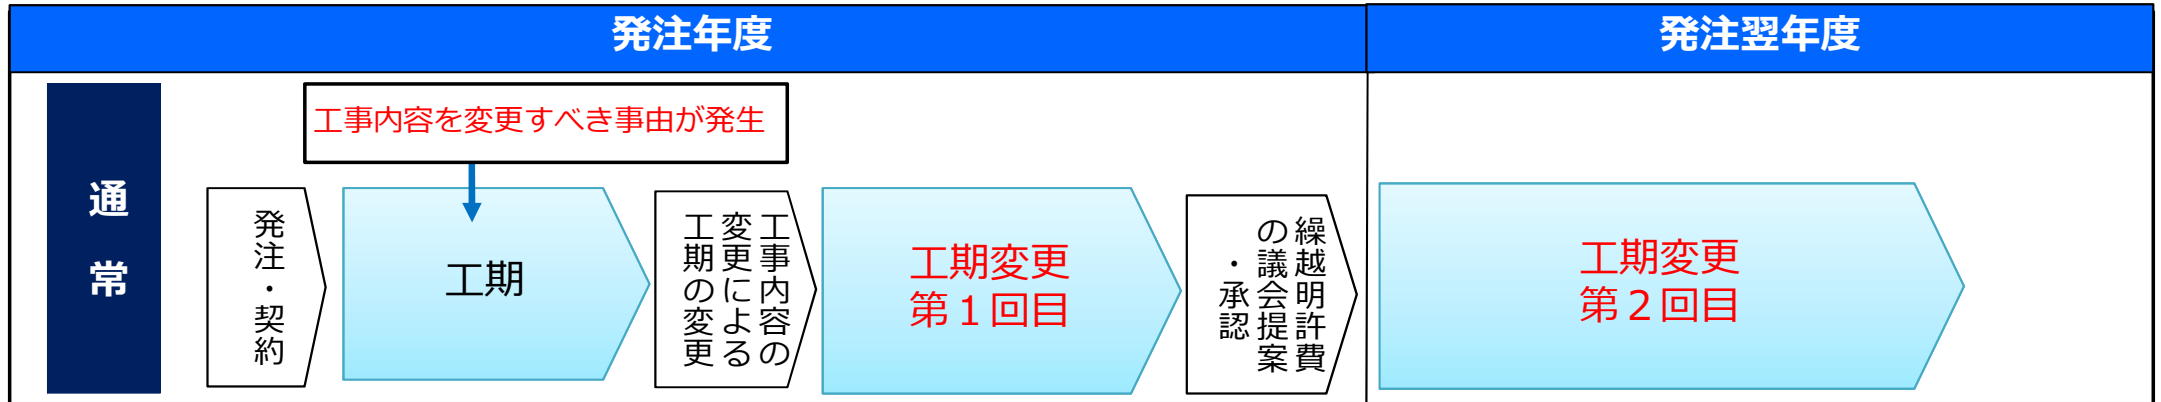 発注年度
発注翌年度
通常
工事内容を変更すべき事由が発生
発注・契約
工期
工事内容の
変更による
工期の変更
工期変更
第１回目
繰越明許費
の議会提案
・承認
工期変更
第２回目